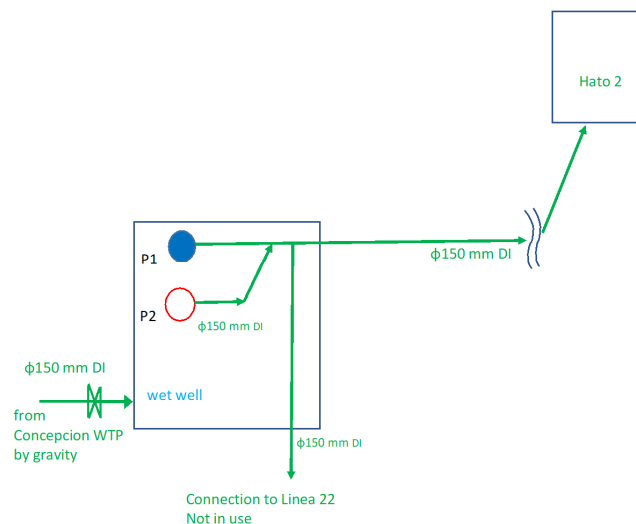 Hato 2
ϕ150 mm DI
P1
P2
ϕ150 mm DI
ϕ150 mm DI
wet well
from
Concepcion WTP
by gravity
ϕ150 mm DI
Connection to Linea 22
Not in use